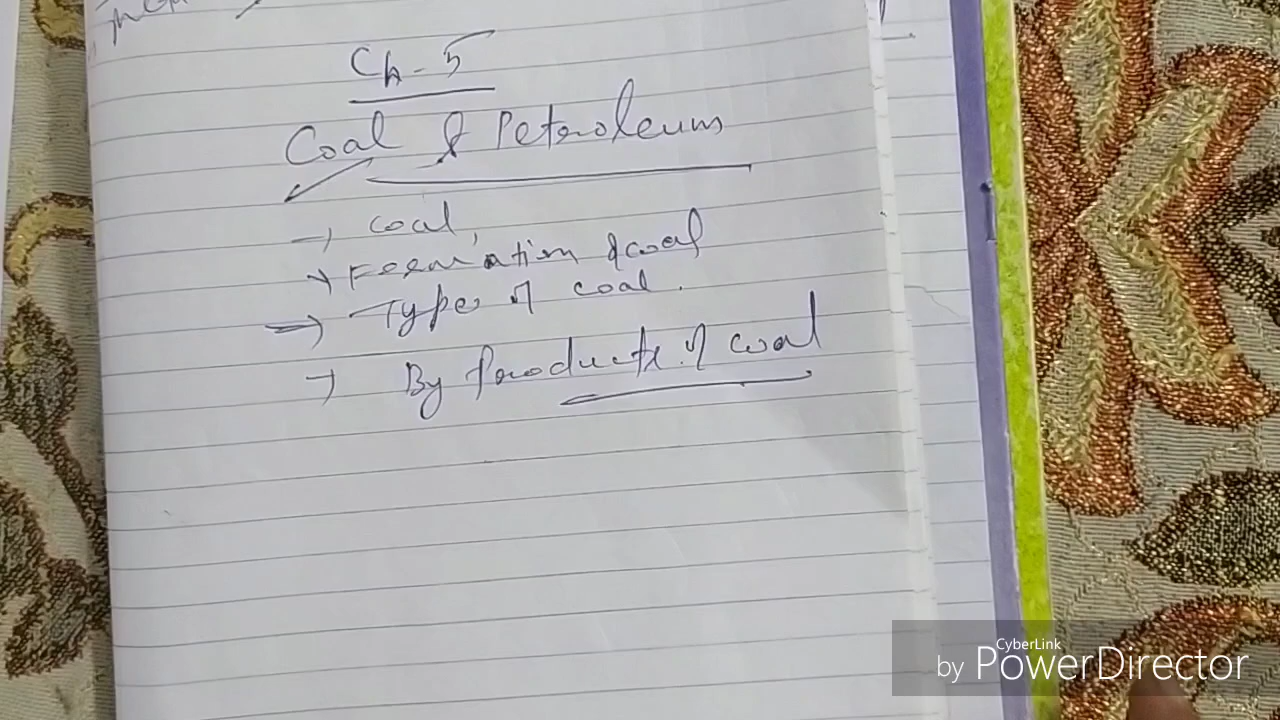 Ch-5
Coal & Petroleum
→ coal
→ Formation of coal
→ Types of coal.
→ By Products of coal
CyberLink
by PowerDirector